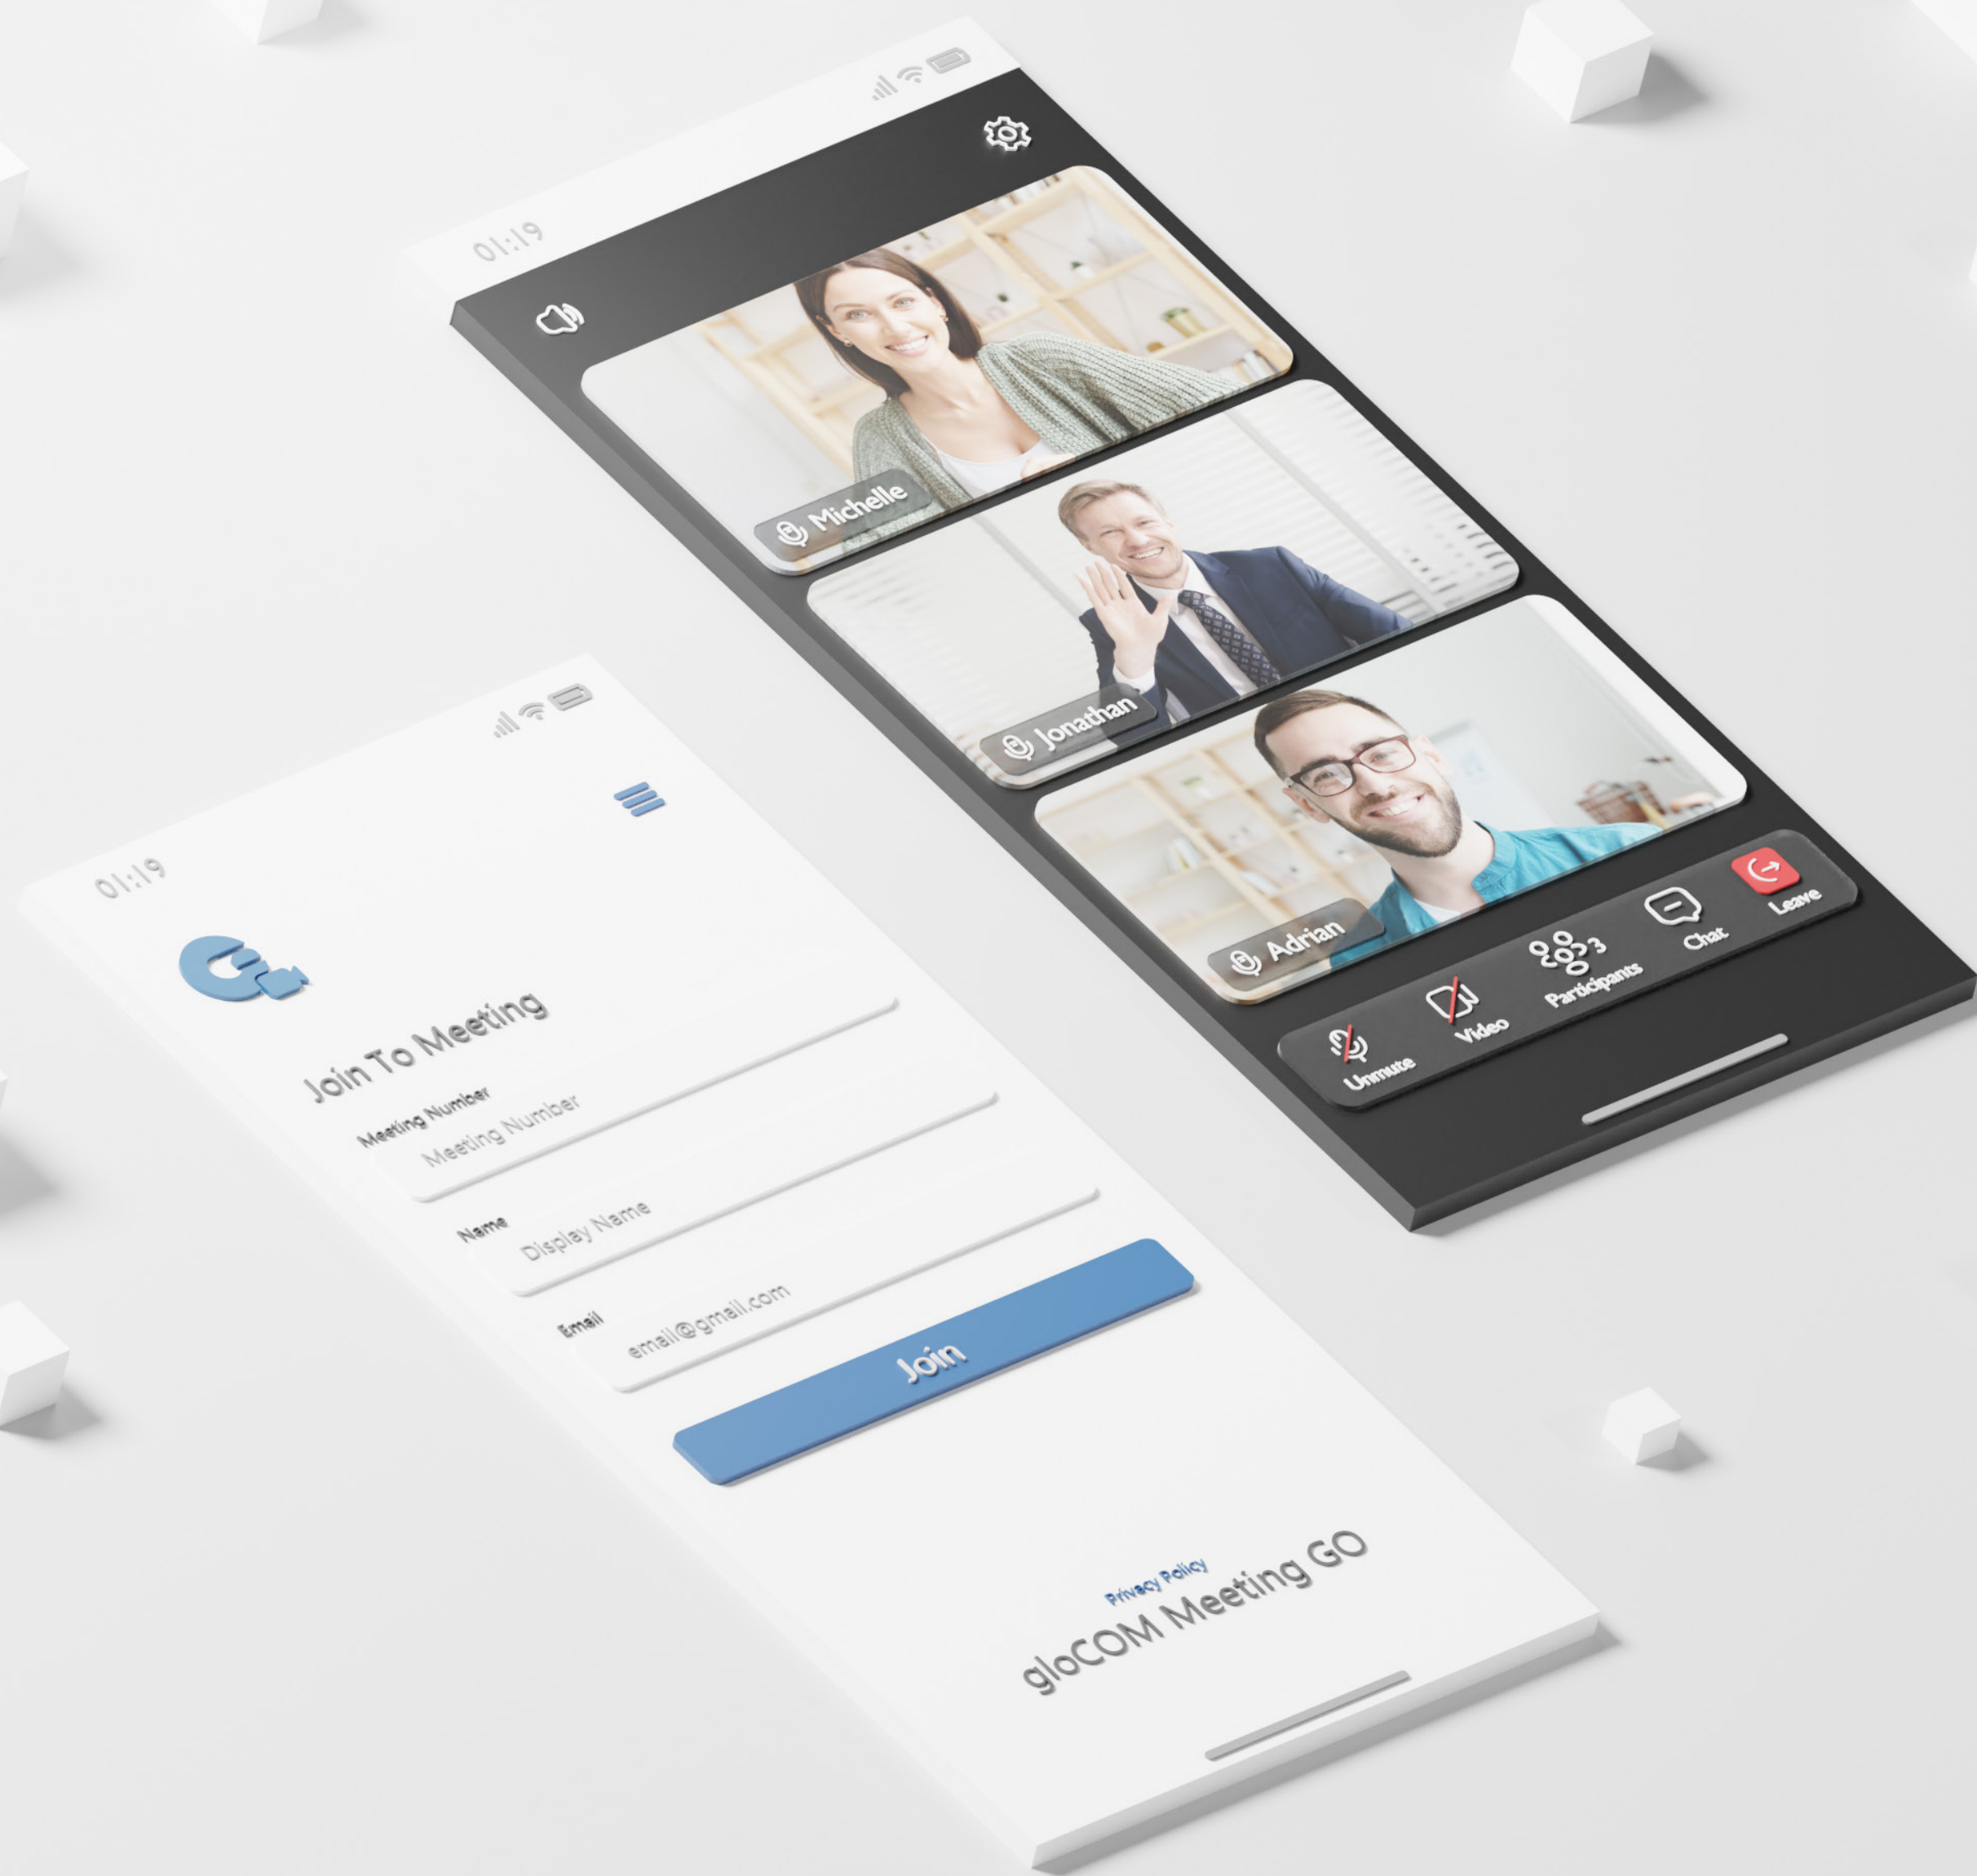 01:19
Michelle
Jonathan
Adrian
Unmute
Video
3
Participants
Chat
Leave
01:19
Join To Meeting
Meeting Number
Meeting Number
Name
Display Name
Email
email@gmail.com
Join
Privacy Policy
gloCOM Meeting GO